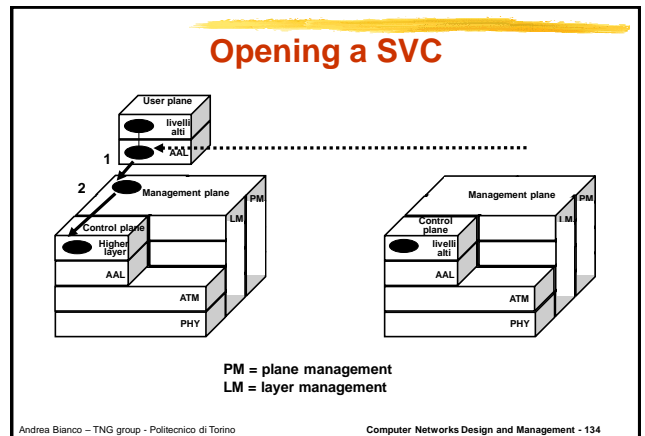 Opening a SVC
User plane
livelli
alti
AAL
1
2
Management plane
PM
LM
Control plane
Higher
layer
AAL
ATM
PHY
Management plane
PM
LM
Control
plane
livelli
alti
AAL
ATM
PHY
PM = plane management
LM = layer management
Andrea Bianco – TNG group - Politecnico di Torino
Computer Networks Design and Management - 134